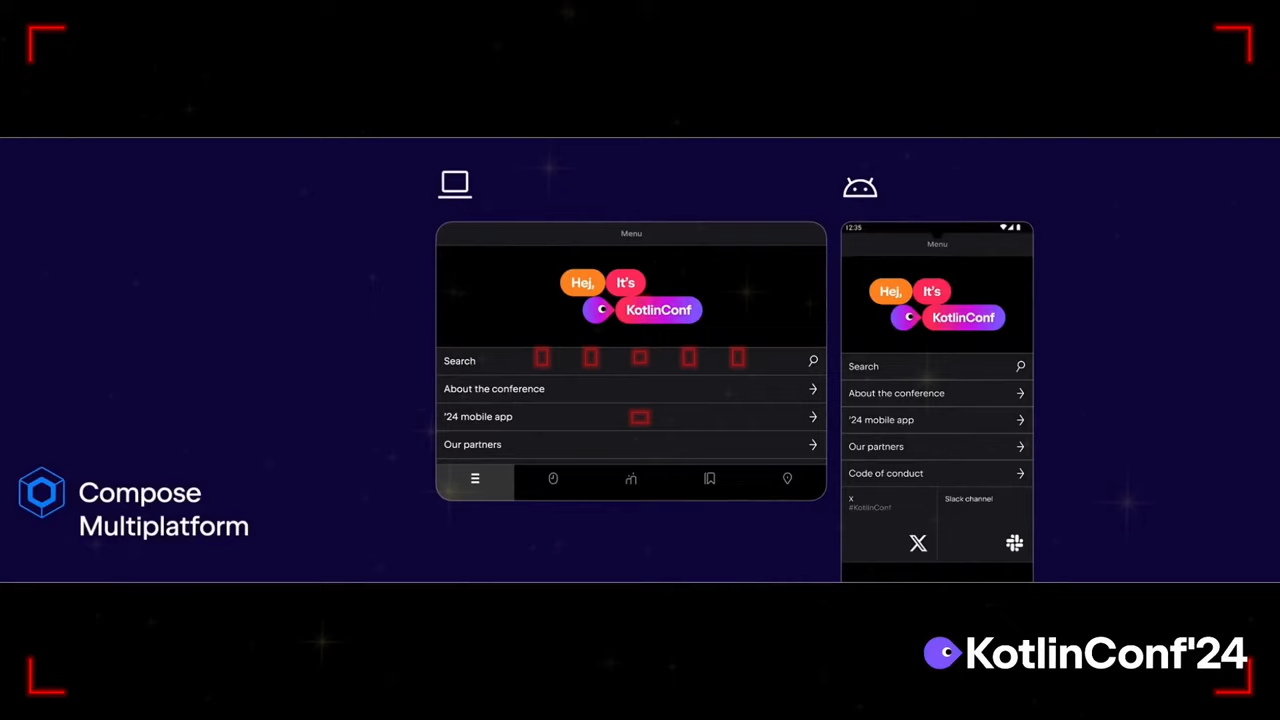 Menu
Hej, It's
KotlinConf
Search
About the conference
'24 mobile app
Our partners
12:35
Menu
Hej, It's
KotlinConf
Search
About the conference
'24 mobile app
Our partners
Code of conduct
X
#KotlinConf
Slack channel
Compose
Multiplatform
KotlinConf'24